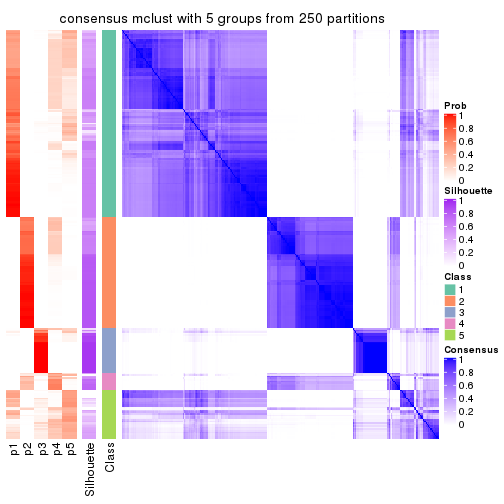 consensus mclust with 5 groups from 250 partitions
Prob
1
0.8
0.6
0.4
0.2
0
Silhouette
1
0.8
0.6
0.4
0.2
0
Class
1
2
3
4
5
Consensus
1
0.8
0.6
0.4
0.2
0
p1
p2
p3
p4
p5
Silhouette
Class